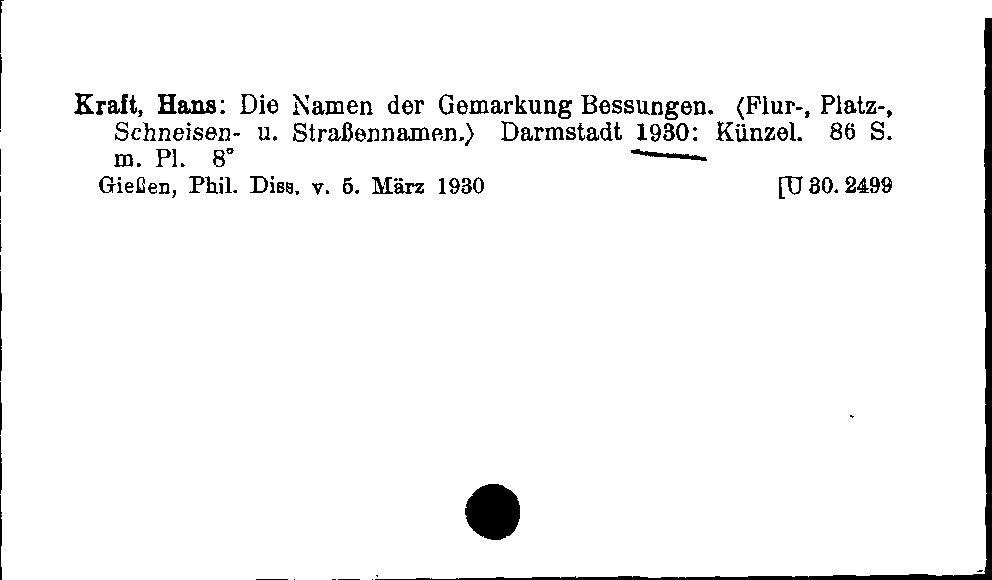 Kraft, Hans: Die Namen der Gemarkung Bessungen. ⟨Flur-, Platz-,
Schneisen- u. Straßennamen.⟩ Darmstadt 1930: Künzel. 86 S.
m. Pl. 8°
Gießen, Phil. Diss. v. 5. März 1930 [U 30. 2499